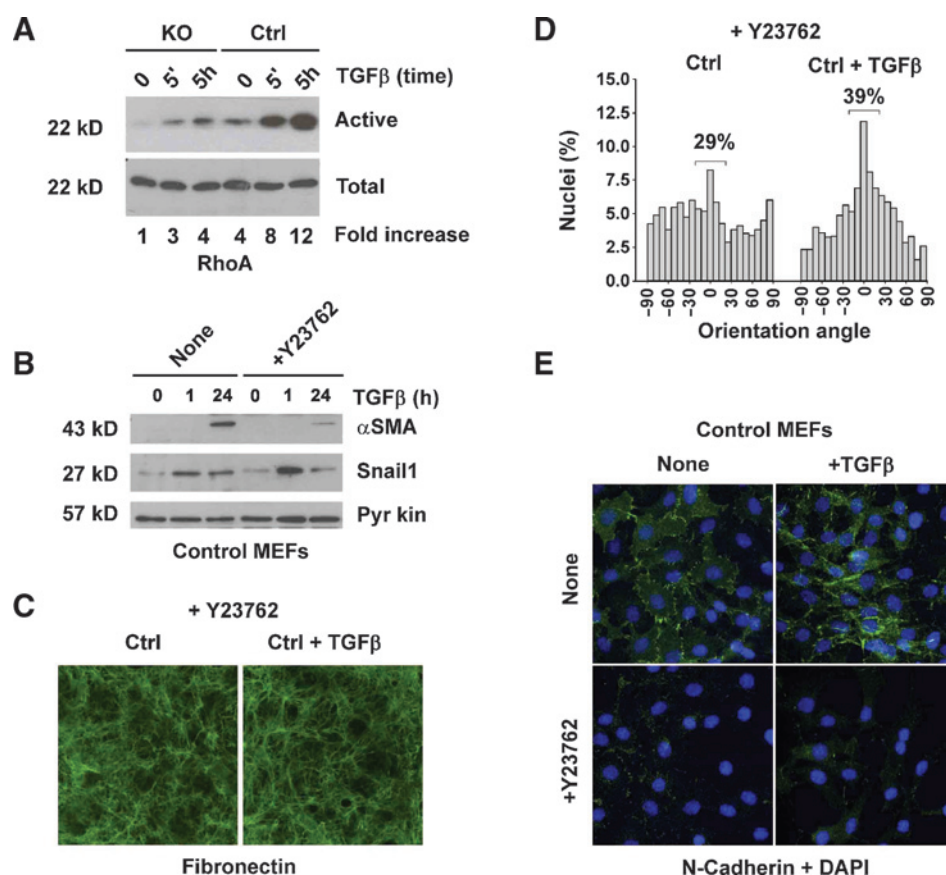 A
KO Ctrl
0 5' 5h 0 5' 5h TGFβ (time)
22 kD Active
22 kD Total
1 3 4 4 8 12 Fold increase
RhoA
B
None +Y23762
0 1 24 0 1 24 TGFβ (h)
43 kD αSMA
27 kD Snail1
57 kD Pyr kin
Control MEFs
C
+ Y23762
Ctrl Ctrl + TGFβ
Fibronectin
D
+ Y23762
Ctrl Ctrl + TGFβ
15.0
12.5
10.0
7.5
5.0
2.5
0.0
Nuclei (%)
29% 39%
-90 -60 -30 0 30 60 90 -90 -60 -30 0 30 60 90
Orientation angle
E
Control MEFs
None +TGFβ
None
+Y23762
N-Cadherin + DAPI